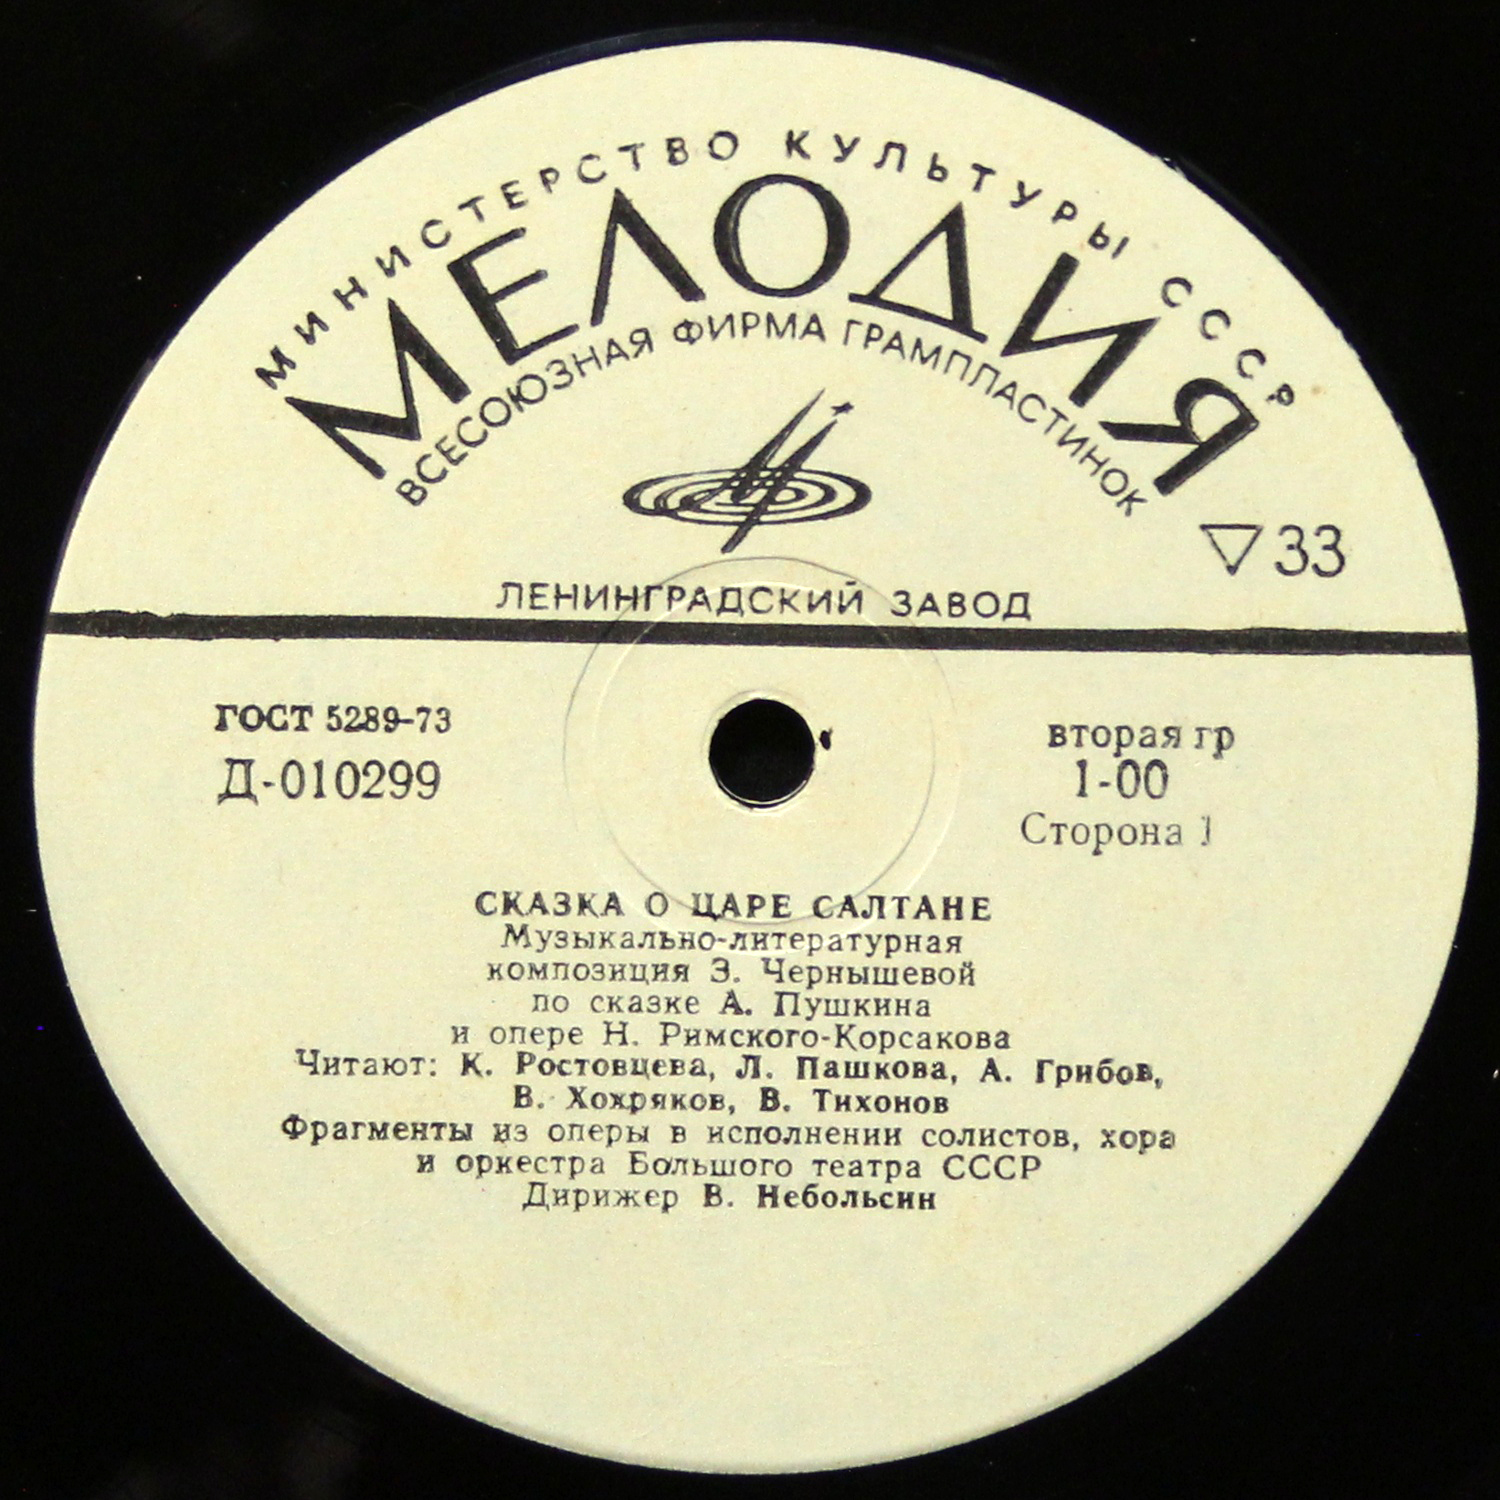 МИНИСТЕРСТВО КУЛЬТУРЫ СССР
МЕЛОДИЯ
ВСЕСОЮЗНАЯ ФИРМА ГРАМПЛАСТИНОК
33
ЛЕНИНГРАДСКИЙ ЗАВОД
ГОСТ 5289-73
Д-010299
вторая гр
1-00
Сторона 1
СКАЗКА О ЦАРЕ САЛТАНЕ
Музыкально-литературная
композиция З. Чернышевой
по сказке А. Пушкина
и опере Н. Римского-Корсакова
Читают: К. Ростовцева, Л. Пашкова, А. Грибов,
В. Хохряков, В. Тихонов
Фрагменты из оперы в исполнении солистов, хора
и оркестра Большого театра СССР
Дирижер В. Небольсин